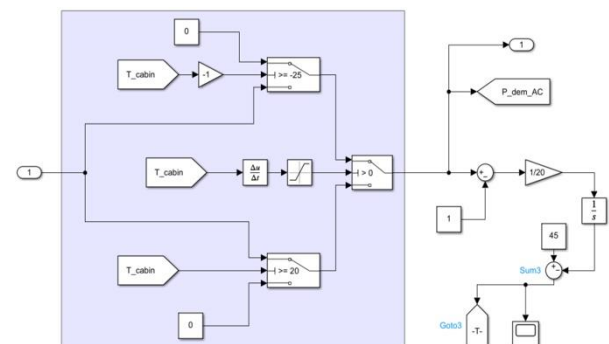 0
T_cabin
-1
>= -25
1
P_dem_AC
1
T_cabin
Δu
Δt
> 0
1/20
1
s
1
45
T_cabin
>= 20
Sum3
0
Goto3
-T-